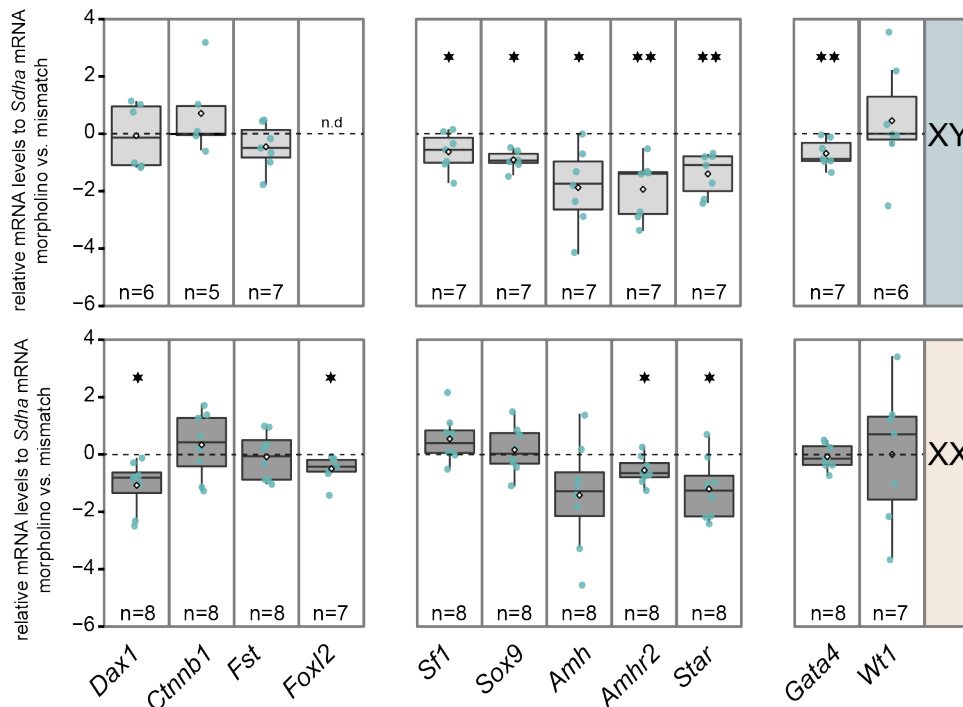 relative mRNA levels to Sdha mRNA
morpholino vs. mismatch
4
2
0
−2
−4
−6
n.d
★ ★ ★ ★★ ★★ ★★
XY
n=6 n=5 n=7 n=7 n=7 n=7 n=7 n=7 n=7 n=6
relative mRNA levels to Sdha mRNA
morpholino vs. mismatch
4
2
0
−2
−4
−6
★ ★ ★ ★
XX
n=8 n=8 n=8 n=7 n=8 n=8 n=8 n=8 n=8 n=8 n=7
Dax1 Ctnnb1 Fst Foxl2 Sf1 Sox9 Amh Amhr2 Star Gata4 Wt1